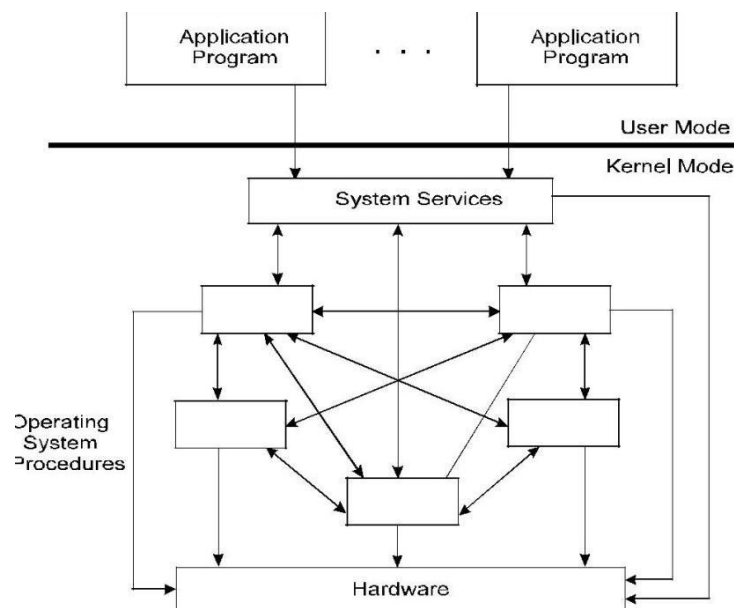 Application
Program
. . .
Application
Program
User Mode
Kernel Mode
System Services
Operating
System
Procedures
Hardware